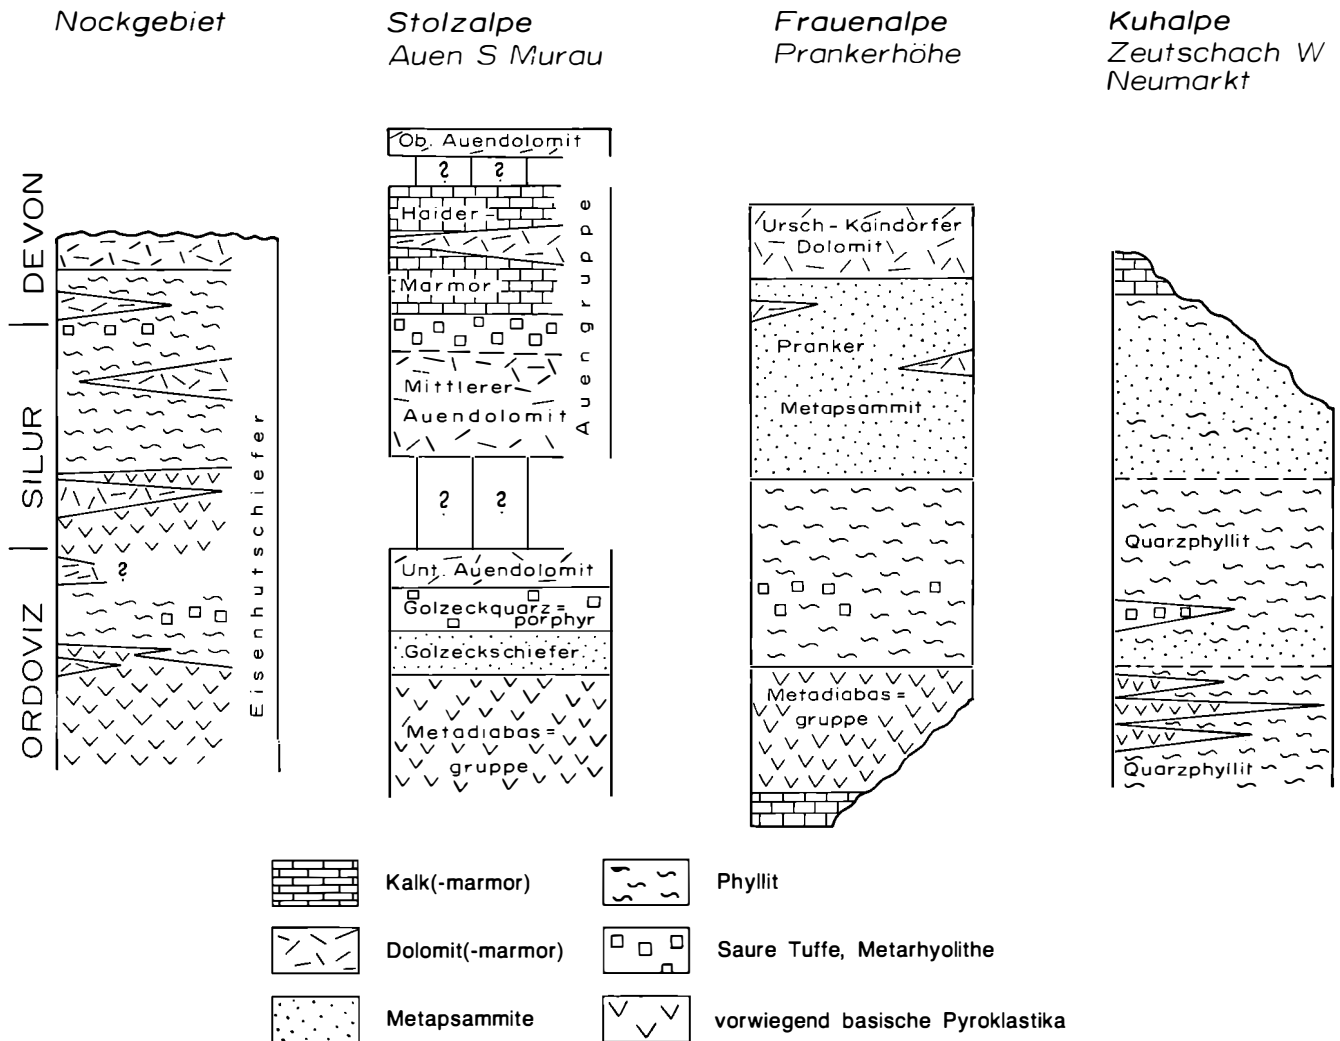 Nockgebiet
Stolzalpe
Auen S Murau
Frauenalpe
Prankerhöhe
Kuhalpe
Zeutschach W
Neumarkt
DEVON
SILUR
ORDOVIZ
Eisenhutschiefer
?
Ob. Auendolomit
? ?
Haider-
Marmor
Mittlerer
Auendolomit
Auengruppe
? ?
Unt. Auendolomit
Golzeckquarz=
porphyr
Golzeckschiefer
Metadiabas=
gruppe
Ursch-Kaindorfer
Dolomit
Pranker
Metapsammit
Metadiabas=
gruppe
Quarzphyllit
Quarzphyllit
Kalk(-marmor)
Dolomit(-marmor)
Metapsammite
Phyllit
Saure Tuffe, Metarhyolithe
vorwiegend basische Pyroklastika